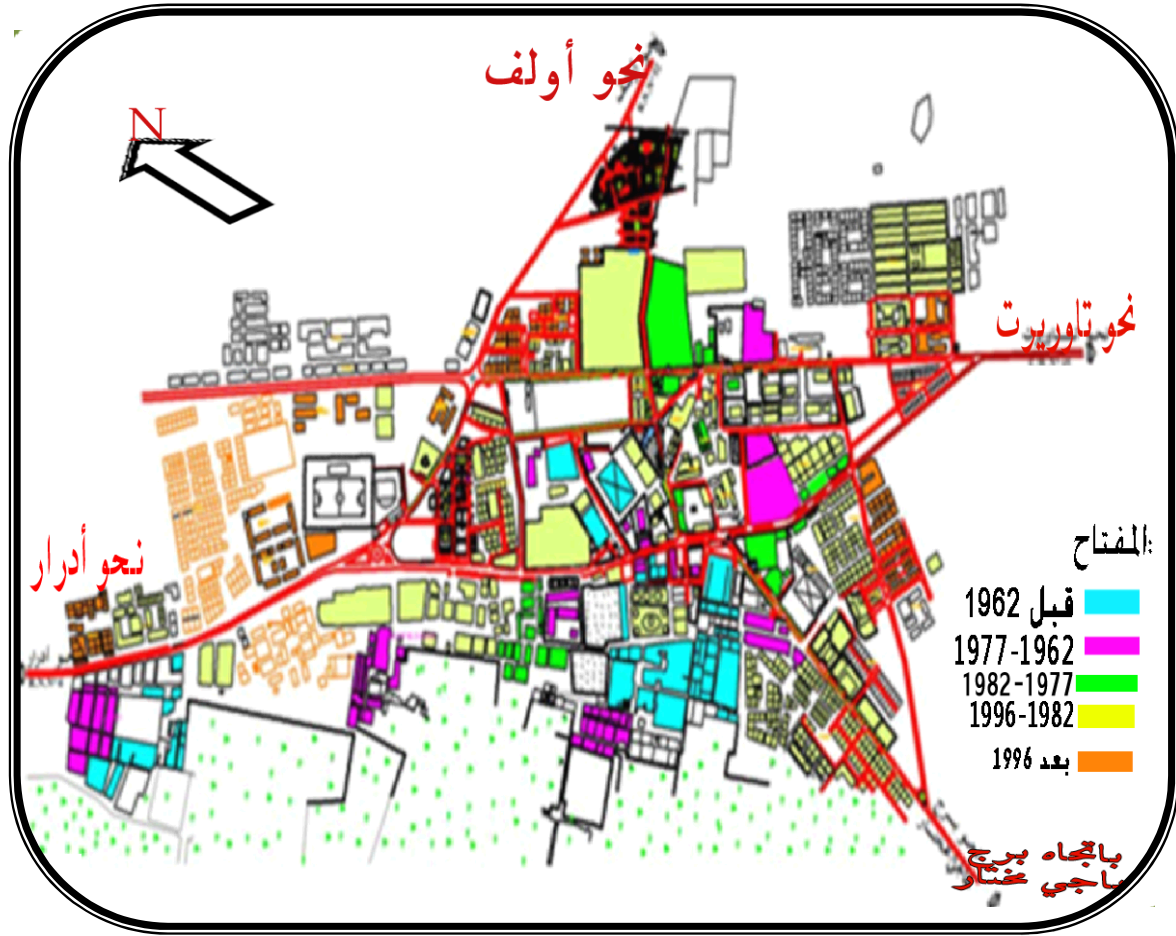 نحو أولف
N
نحو تاوريرت
نحو أدرار
المفتاح:
قبل 1962
1962-1977
1977-1982
1982-1996
بعد 1996
باتجاه برج
باجي مختار